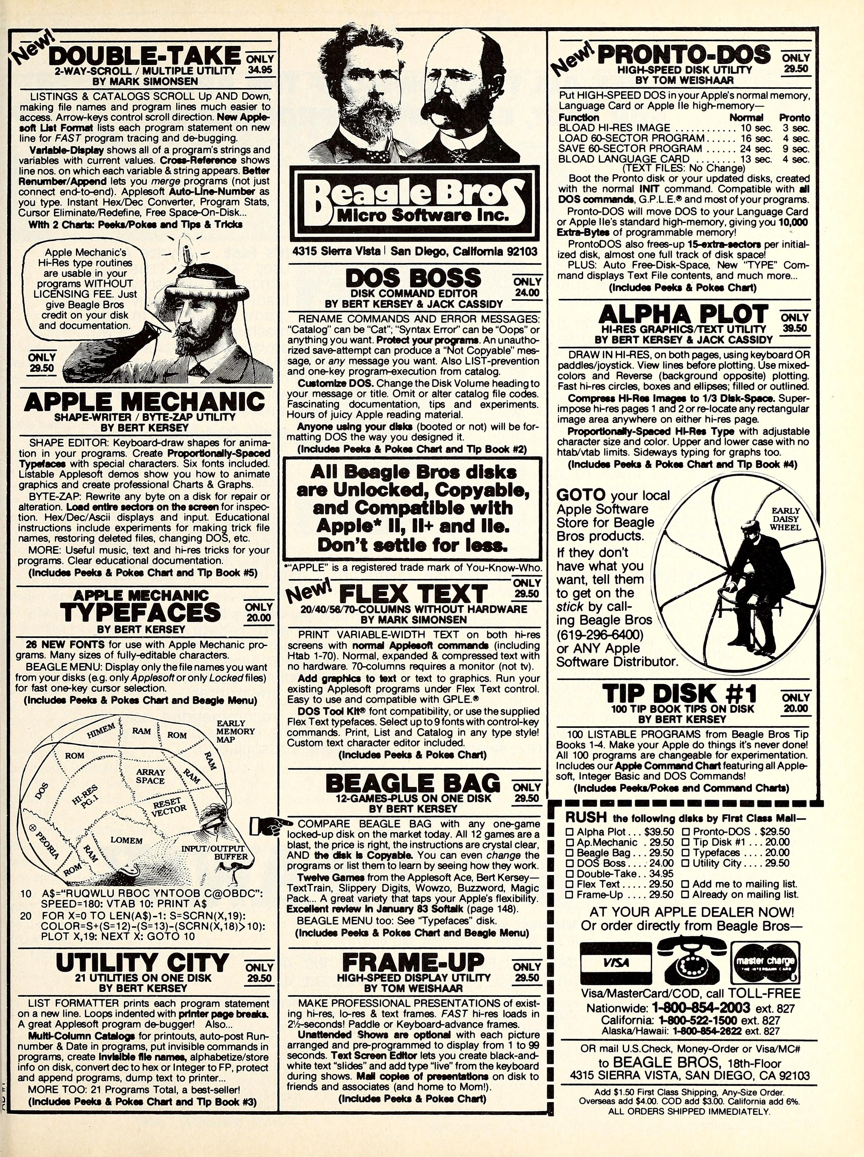 New!
DOUBLE-TAKE
ONLY
34.95
2-WAY-SCROLL / MULTIPLE UTILITY
BY MARK SIMONSEN
LISTINGS & CATALOGS SCROLL Up AND Down,
making file names and program lines much easier to
access. Arrow-keys control scroll direction. New Apple-
soft List Format lists each program statement on new
line for FAST program tracing and de-bugging.
Variable-Display shows all of a program's strings and
variables with current values. Cross-Reference shows
line nos. on which each variable & string appears. Better
Renumber/Append lets you merge programs (not just
connect end-to-end). Applesoft Auto-Line-Number as
you type. Instant Hex/Dec Converter, Program Stats,
Cursor Eliminate/Redefine, Free Space-On-Disk...
With 2 Charts: Peeks/Pokes and Tips & Tricks
Apple Mechanic's
Hi-Res type routines
are usable in your
programs WITHOUT
LICENSING FEE. Just
give Beagle Bros
credit on your disk
and documentation.
ONLY
29.50
APPLE MECHANIC
SHAPE-WRITER / BYTE-ZAP UTILITY
BY BERT KERSEY
SHAPE EDITOR: Keyboard-draw shapes for anima-
tion in your programs. Create Proportionally-Spaced
Typefaces with special characters. Six fonts included.
Listable Applesoft demos show you how to animate
graphics and create professional Charts & Graphs.
BYTE-ZAP: Rewrite any byte on a disk for repair or
alteration. Load entire sectors on the screen for inspec-
tion. Hex/Dec/Ascii displays and input. Educational
instructions include experiments for making trick file
names, restoring deleted files, changing DOS, etc.
MORE: Useful music, text and hi-res tricks for your
programs. Clear educational documentation.
(Includes Peeks & Pokes Chart and Tip Book #5)
APPLE MECHANIC
TYPEFACES
ONLY
20.00
BY BERT KERSEY
26 NEW FONTS for use with Apple Mechanic pro-
grams. Many sizes of fully-editable characters.
BEAGLE MENU: Display only the file names you want
from your disks (e.g. only Applesoft or only Locked files)
for fast one-key cursor selection.
(Includes Peeks & Pokes Chart and Beagle Menu)
EARLY
MEMORY
MAP
HIMEM
RAM
ROM
RAM
ROM
ARRAY
SPACE
RAM
DOS
HI-RES
PG.1
RESET
VECTOR
PEORIA
RAM
LOMEM
ROM
INPUT/OUTPUT
BUFFER
10 A$="RUQWLU RBOC YNTOOB C@OBDC":
SPEED=180: VTAB 10: PRINT A$
20 FOR X=0 TO LEN(A$)-1: S=SCRN(X,19):
COLOR=S+(S=12)-(S=13)-(SCRN(X,18)>10):
PLOT X,19: NEXT X: GOTO 10
UTILITY CITY
ONLY
29.50
21 UTILITIES ON ONE DISK
BY BERT KERSEY
LIST FORMATTER prints each program statement
on a new line. Loops indented with printer page breaks.
A great Applesoft program de-bugger! Also...
Multi-Column Catalogs for printouts, auto-post Run-
number & Date in programs, put invisible commands in
programs, create Invisible file names, alphabetize/store
info on disk, convert dec to hex or Integer to FP, protect
and append programs, dump text to printer...
MORE TOO: 21 Programs Total, a best-seller!
(Includes Peeks & Pokes Chart and Tip Book #3)
Beagle Bros
Micro Software Inc.
4315 Sierra Vista | San Diego, California 92103
DOS BOSS
ONLY
24.00
DISK COMMAND EDITOR
BY BERT KERSEY & JACK CASSIDY
RENAME COMMANDS AND ERROR MESSAGES:
"Catalog" can be "Cat"; "Syntax Error" can be "Oops" or
anything you want. Protect your programs. An unautho-
rized save-attempt can produce a "Not Copyable" mes-
sage, or any message you want. Also LIST-prevention
and one-key program-execution from catalog.
Customize DOS. Change the Disk Volume heading to
your message or title. Omit or alter catalog file codes.
Fascinating documentation, tips and experiments.
Hours of juicy Apple reading material.
Anyone using your disks (booted or not) will be for-
matting DOS the way you designed it.
(Includes Peeks & Pokes Chart and Tip Book #2)
All Beagle Bros disks
are Unlocked, Copyable,
and Compatible with
Apple* II, II+ and IIe.
Don't settle for less.
*"APPLE" is a registered trade mark of You-Know-Who.
New!
FLEX TEXT
ONLY
29.50
20/40/56/70-COLUMNS WITHOUT HARDWARE
BY MARK SIMONSEN
PRINT VARIABLE-WIDTH TEXT on both hi-res
screens with normal Applesoft commands (including
Htab 1-70). Normal, expanded & compressed text with
no hardware. 70-columns requires a monitor (not tv).
Add graphics to text or text to graphics. Run your
existing Applesoft programs under Flex Text control.
Easy to use and compatible with GPLE.®
DOS Tool Kit® font compatibility, or use the supplied
Flex Text typefaces. Select up to 9 fonts with control-key
commands. Print, List and Catalog in any type style!
Custom text character editor included.
(Includes Peeks & Pokes Chart)
BEAGLE BAG
ONLY
29.50
12-GAMES-PLUS ON ONE DISK
BY BERT KERSEY
COMPARE BEAGLE BAG with any one-game
locked-up disk on the market today. All 12 games are a
blast, the price is right, the instructions are crystal clear,
AND the disk is Copyable. You can even change the
programs or list them to learn by seeing how they work.
Twelve Games from the Applesoft Ace, Bert Kersey—
TextTrain, Slippery Digits, Wowzo, Buzzword, Magic
Pack... A great variety that taps your Apple's flexibility.
Excellent review in January 83 Softalk (page 148).
BEAGLE MENU too: See "Typefaces" disk.
(Includes Peeks & Pokes Chart and Beagle Menu)
FRAME-UP
ONLY
29.50
HIGH-SPEED DISPLAY UTILITY
BY TOM WEISHAAR
MAKE PROFESSIONAL PRESENTATIONS of exist-
ing hi-res, lo-res & text frames. FAST hi-res loads in
2½-seconds! Paddle or Keyboard-advance frames.
Unattended Shows are optional with each picture
arranged and pre-programmed to display from 1 to 99
seconds. Text Screen Editor lets you create black-and-
white text "slides" and add type "live" from the keyboard
during shows. Mail copies of presentations on disk to
friends and associates (and home to Mom!).
(Includes Peeks & Pokes Chart)
New!
PRONTO-DOS
ONLY
29.50
HIGH-SPEED DISK UTILITY
BY TOM WEISHAAR
Put HIGH-SPEED DOS in your Apple's normal memory,
Language Card or Apple IIe high-memory—
Function Normal Pronto
BLOAD HI-RES IMAGE ........... 10 sec. 3 sec.
LOAD 60-SECTOR PROGRAM ..... 16 sec. 4 sec.
SAVE 60-SECTOR PROGRAM .... 24 sec. 9 sec.
BLOAD LANGUAGE CARD ........ 13 sec. 4 sec.
(TEXT FILES: No Change)
Boot the Pronto disk or your updated disks, created
with the normal INIT command. Compatible with all
DOS commands, G.P.L.E.® and most of your programs.
Pronto-DOS will move DOS to your Language Card
or Apple IIe's standard high-memory, giving you 10,000
Extra-Bytes of programmable memory!
ProntoDOS also frees-up 15-extra-sectors per initial-
ized disk, almost one full track of disk space!
PLUS: Auto Free-Disk-Space, New "TYPE" Com-
mand displays Text File contents, and much more...
(Includes Peek & Pokes Chart)
ALPHA PLOT
ONLY
39.50
HI-RES GRAPHICS/TEXT UTILITY
BY BERT KERSEY & JACK CASSIDY
DRAW IN HI-RES, on both pages, using keyboard OR
paddles/joystick. View lines before plotting. Use mixed-
colors and Reverse (background opposite) plotting.
Fast hi-res circles, boxes and ellipses; filled or outlined.
Compress Hi-Res Images to 1/3 Disk-Space. Super-
impose hi-res pages 1 and 2 or re-locate any rectangular
image area anywhere on either hi-res page.
Proportionally-Spaced Hi-Res Type with adjustable
character size and color. Upper and lower case with no
htab/vtab limits. Sideways typing for graphs too.
(Includes Peeks & Pokes Chart and Tip Book #4)
GOTO your local
Apple Software
Store for Beagle
Bros products.
If they don't
have what you
want, tell them
to get on the
stick by call-
ing Beagle Bros
(619-296-6400)
or ANY Apple
Software Distributor.
EARLY
DAISY
WHEEL
TIP DISK #1
ONLY
20.00
100 TIP BOOK TIPS ON DISK
BY BERT KERSEY
100 LISTABLE PROGRAMS from Beagle Bros Tip
Books 1-4. Make your Apple do things it's never done!
All 100 programs are changeable for experimentation.
Includes our Apple Command Chart featuring all Apple-
soft, Integer Basic and DOS Commands!
(Includes Peeks/Pokes and Command Charts)
RUSH the following disks by First Class Mail—
□ Alpha Plot ... $39.50 □ Pronto-DOS . $29.50
□ Ap.Mechanic . 29.50 □ Tip Disk #1 ... 20.00
□ Beagle Bag .. 29.50 □ Typefaces .... 20.00
□ DOS Boss .... 24.00 □ Utility City .... 29.50
□ Double-Take.. 34.95
□ Flex Text ..... 29.50 □ Add me to mailing list.
□ Frame-Up .... 29.50 □ Already on mailing list.
AT YOUR APPLE DEALER NOW!
Or order directly from Beagle Bros—
VISA
master charge
THE INTERBANK CARD
Visa/MasterCard/COD, call TOLL-FREE
Nationwide: 1-800-854-2003 ext. 827
California: 1-800-522-1500 ext. 827
Alaska/Hawaii: 1-800-854-2622 ext. 827
OR mail U.S.Check, Money-Order or Visa/MC#
to BEAGLE BROS, 18th-Floor
4315 SIERRA VISTA, SAN DIEGO, CA 92103
Add $1.50 First Class Shipping, Any-Size Order.
Overseas add $4.00. COD add $3.00. California add 6%.
ALL ORDERS SHIPPED IMMEDIATELY.